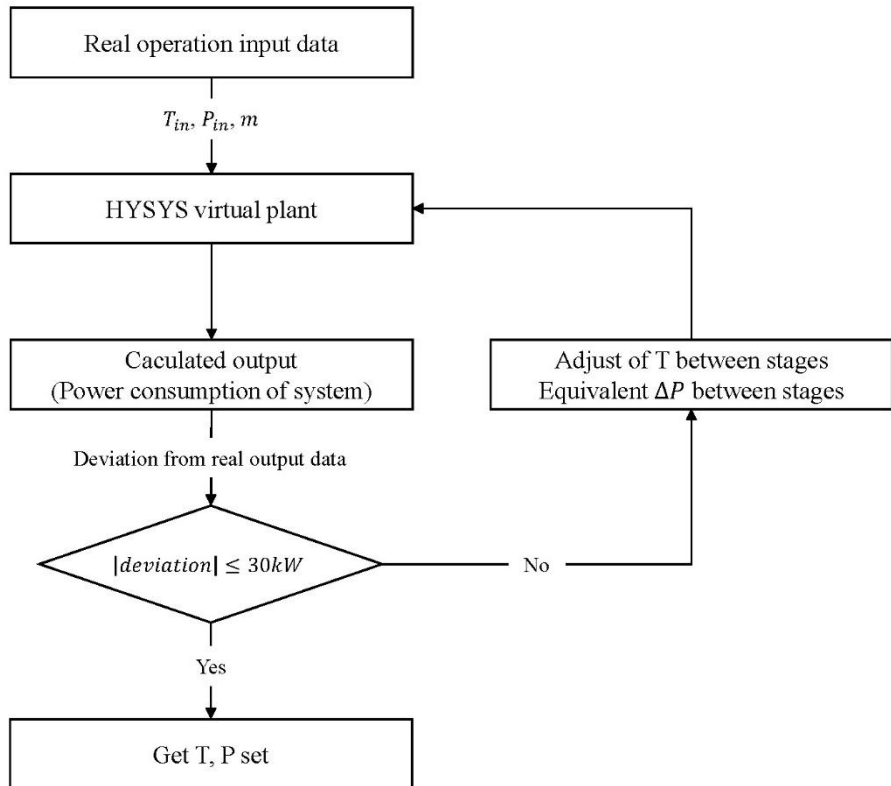 Real operation input data
T_in, P_in, m
HYSYS virtual plant
Caculated output
(Power consumption of system)
Adjust of T between stages
Equivalent ΔP between stages
Deviation from real output data
|deviation| ≤ 30kW
No
Yes
Get T, P set